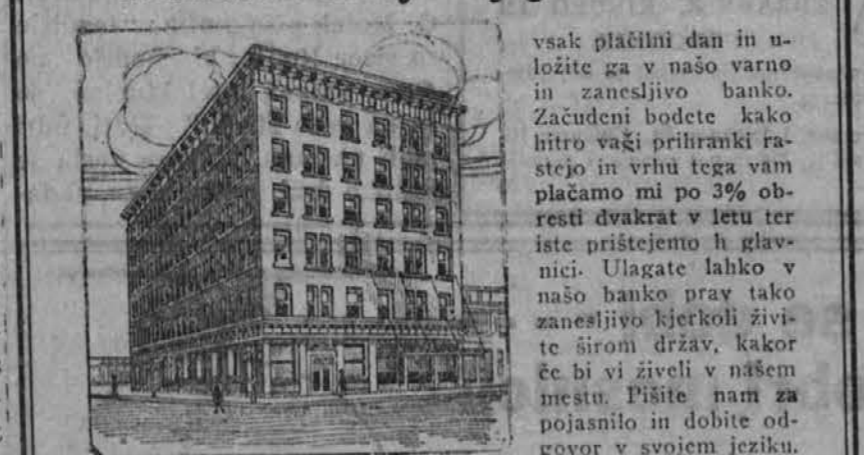 vsak plačilni dan in u-
ložite ga v našo varno
in zanesljivo banko.
Začudeni bodete kako
hitro vaši prihranki ra-
stejo in vrhu tega vam
plačamo mi po 3% ob-
resti dvakrat v letu ter
iste prištejemo h glav-
nici. Ulagate lahko v
našo banko prav tako
zanesljivo kjerkoli živi-
te širom držav, kakor
če bi vi živeli v našem
mestu. Pišite nam za
pojasnilo in dobite od-
govor v svojem jeziku.